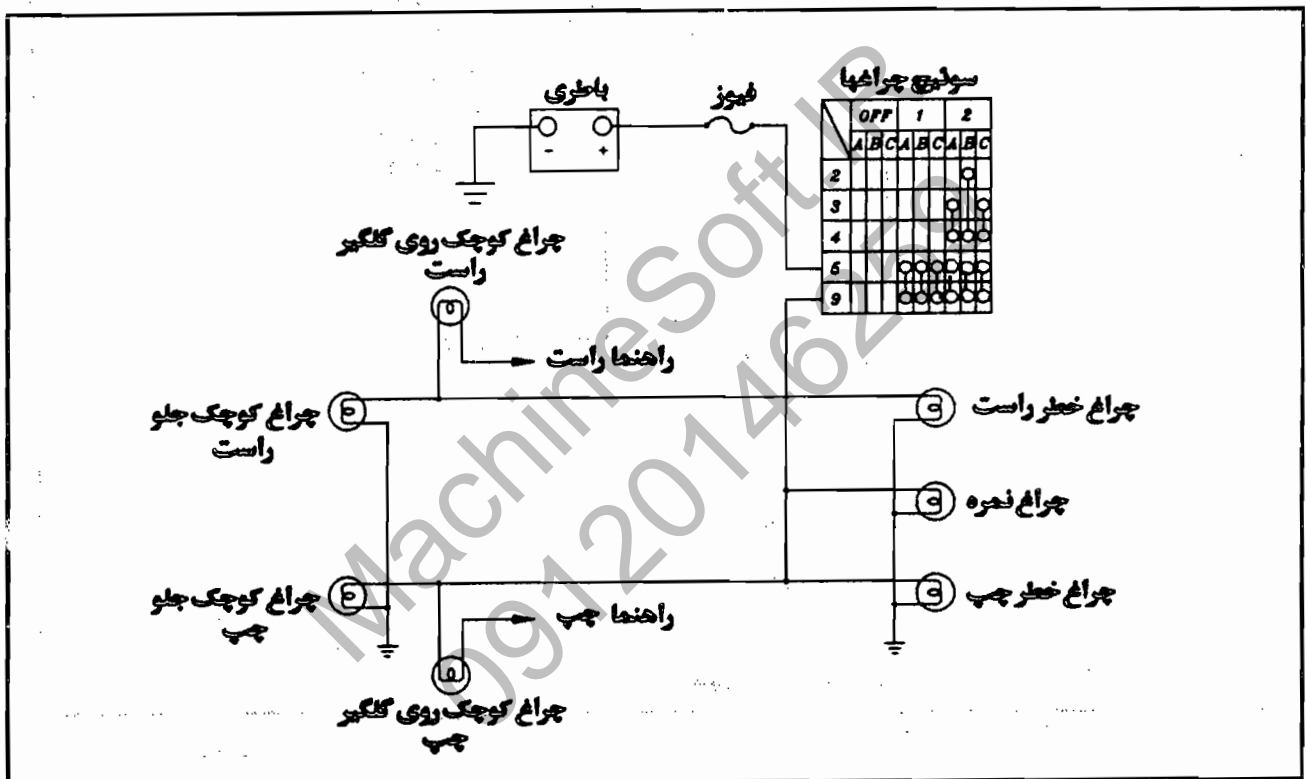 سوئیچ چراغها
باطری
فیوز
OFF 1 2
A B C A B C A B C
2
3
4
5
9
- +
چراغ کوچک روی گلگیر
راست
راهنما راست
چراغ کوچک جلو
راست
چراغ خطر راست
چراغ نمره
چراغ کوچک جلو
چپ
راهنما چپ
چراغ خطر چپ
چراغ کوچک روی گلگیر
چپ
MachineSoft.IR
09120146259